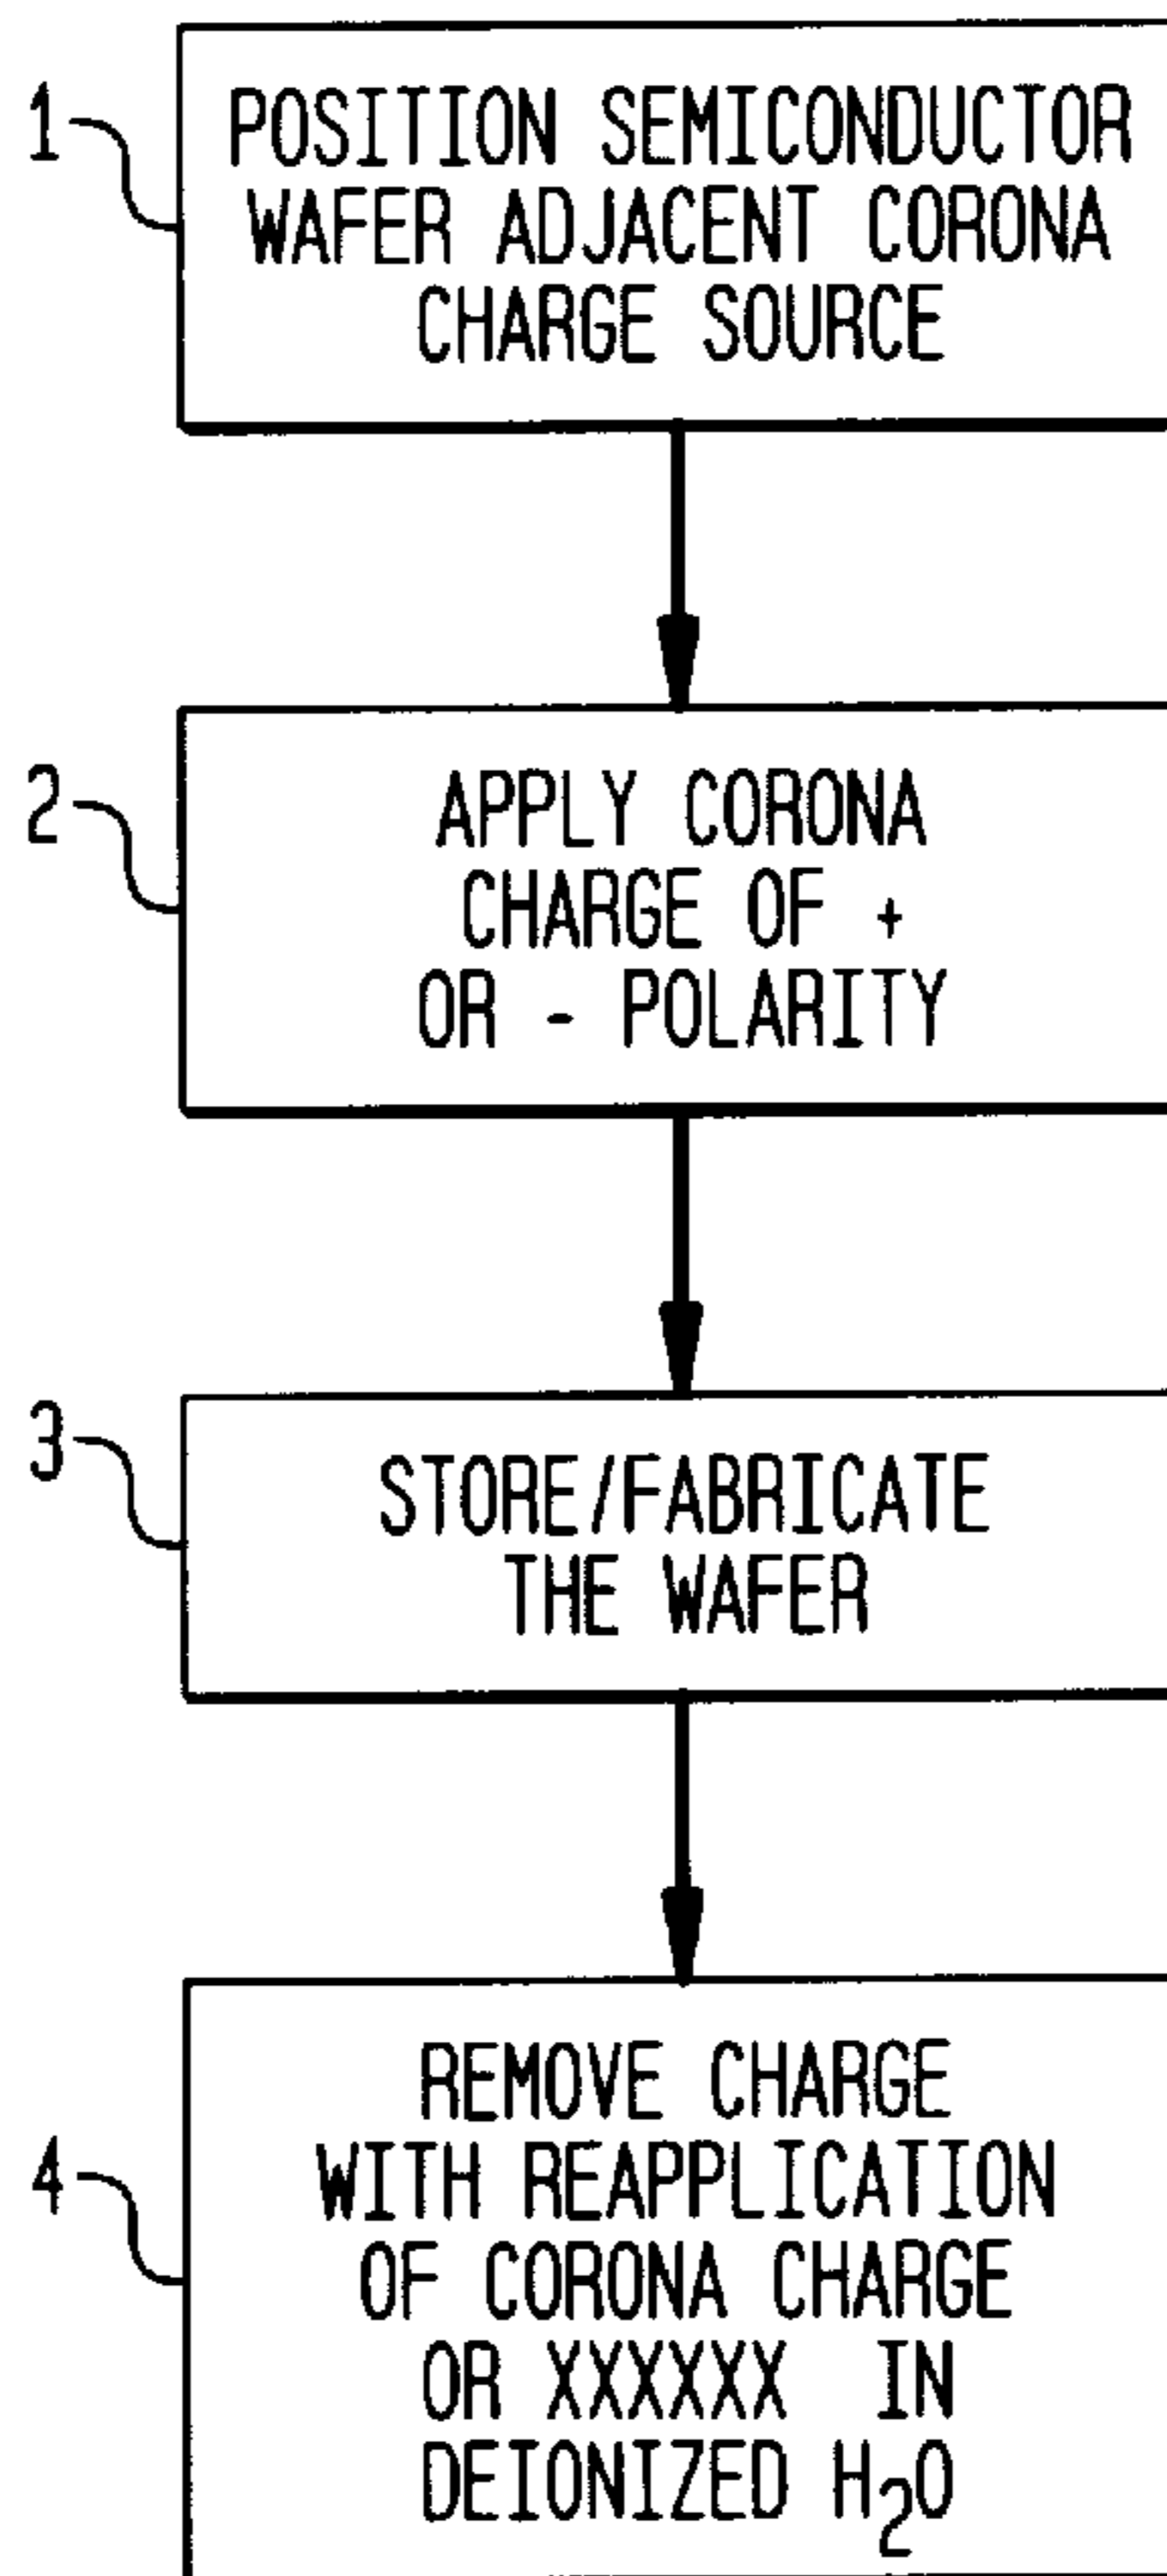 1
POSITION SEMICONDUCTOR
WAFER ADJACENT CORONA
CHARGE SOURCE
2
APPLY CORONA
CHARGE OF +
OR - POLARITY
3
STORE/FABRICATE
THE WAFER
4
REMOVE CHARGE
WITH REAPPLICATION
OF CORONA CHARGE
OR XXXXXX IN
DEIONIZED H₂O